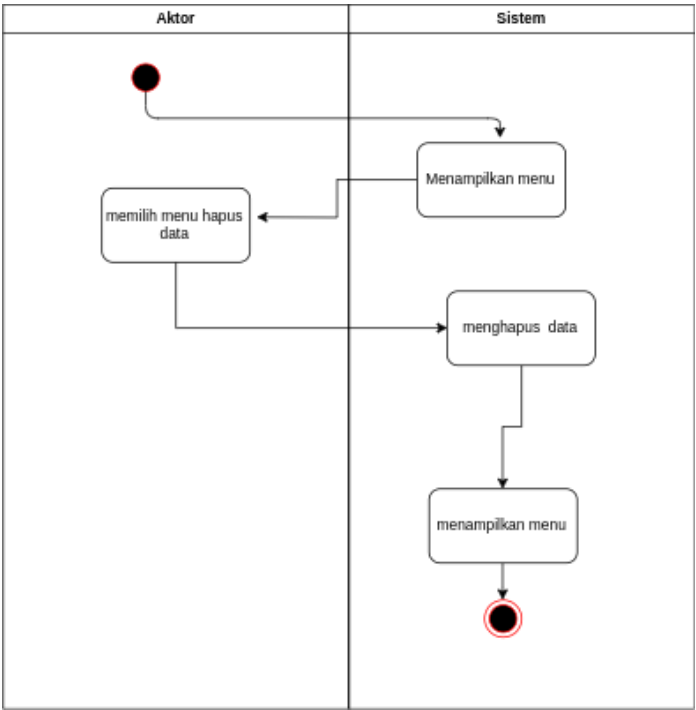 Aktor
Sistem
Menampilkan menu
memilih menu hapus
data
menghapus  data
menampilkan menu